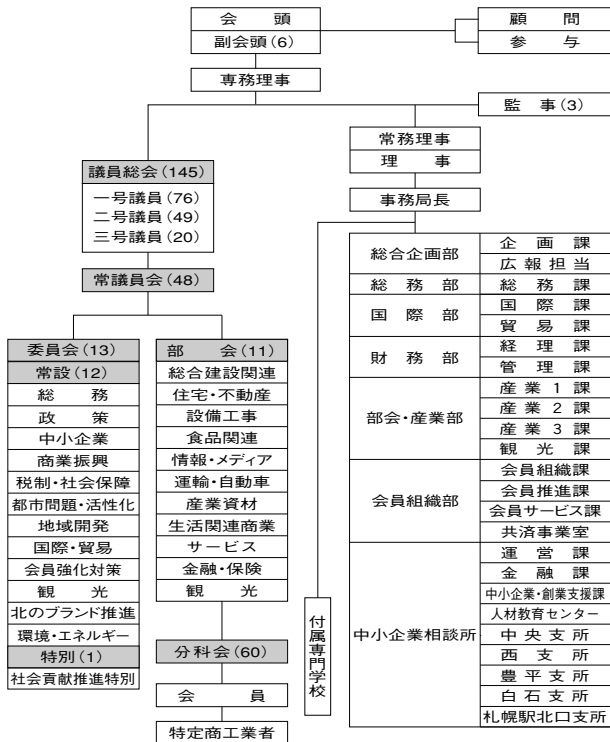 会頭
副会頭(6)
顧問
参与
専務理事
監事(3)
常務理事
理事
事務局長
議員総会(145)
一号議員(76)
二号議員(49)
三号議員(20)
常議員会(48)
委員会(13)
常設(12)
総務
政策
中小企業
商業振興
税制・社会保障
都市問題・活性化
地域開発
国際・貿易
会員強化対策
観光
北のブランド推進
環境・エネルギー
特別(1)
社会貢献推進特別
部会(11)
総合建設関連
住宅・不動産
設備工事
食品関連
情報・メディア
運輸・自動車
産業資材
生活関連商業
サービス
金融・保険
観光
分科会(60)
会員
特定商工業者
付属専門学校
総合企画部
企画課
広報担当
総務部
総務課
国際部
国際課
貿易課
財務部
経理課
管理課
部会・産業部
産業1課
産業2課
産業3課
観光課
会員組織部
会員組織課
会員推進課
会員サービス課
共済事業室
中小企業相談所
運営課
金融課
中小企業・創業支援課
人材教育センター
中央支所
西支所
豊平支所
白石支所
札幌駅北口支所